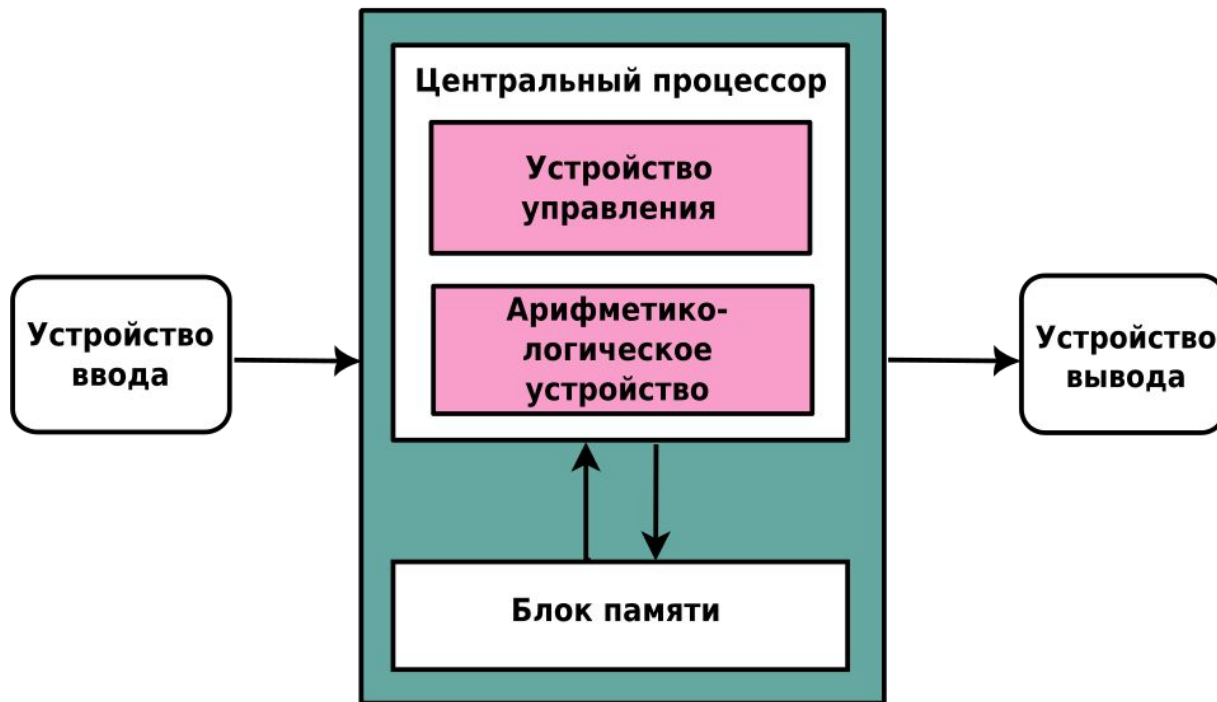 Центральный процессор
Устройство
управления
Арифметико-
логическое
устройство
Устройство
ввода
Устройство
вывода
Блок памяти